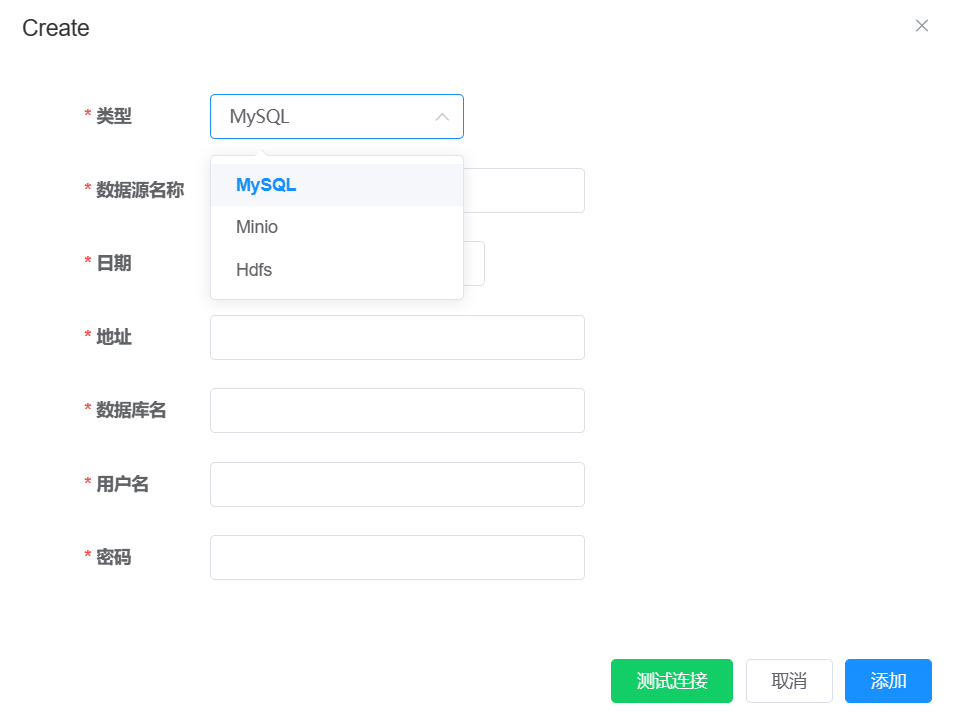 Create
* 类型
MySQL
* 数据源名称
MySQL
Minio
* 日期
Hdfs
* 地址
* 数据库名
* 用户名
* 密码
测试连接
取消
添加